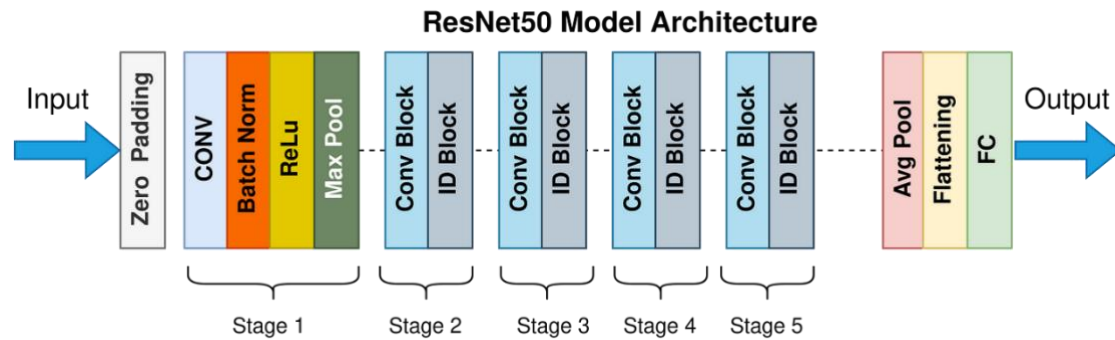 ResNet50 Model Architecture
Input
Zero Padding
CONV
Batch Norm
ReLu
Max Pool
Conv Block
ID Block
Conv Block
ID Block
Conv Block
ID Block
Conv Block
ID Block
Avg Pool
Flattening
FC
Output
Stage 1
Stage 2
Stage 3
Stage 4
Stage 5